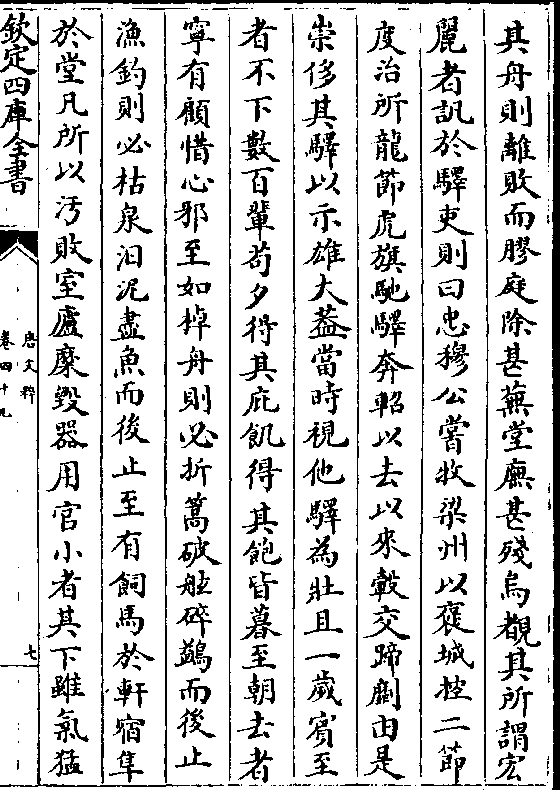 其舟則離敗而膠庭除甚蕪堂廡甚殘烏覩其所謂宏
麗者訊於驛吏則曰忠穆公嘗牧梁州以襃城控二節
度治所龍節虎旗馳驛奔軺以去以來轂交蹄劘由是
崇侈其驛以示雄大葢當時視他驛為壯且一歲賓至
者不下數百輩苟夕得其庇飢得其飽皆暮至朝去者
寧有顧惜心邪至如棹舟則必折篙破舷碎鷁而後止
漁釣則必枯泉汩泥盡魚而後止至有飼馬於軒宿隼
於堂凡所以汚敗室廬糜毀器用官小者其下雖氣猛
欽定四庫全書
唐文粹
卷四十九
七